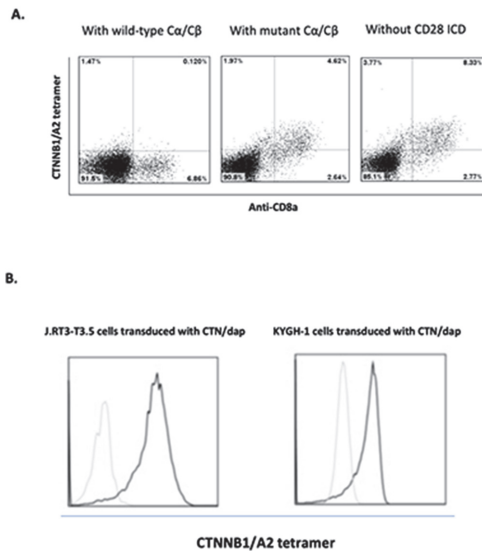 A.
With wild-type Cα/Cβ
With mutant Cα/Cβ
Without CD28 ICD
1.47% 0.120%
1.97% 4.62%
3.77% 8.33%
CTNNB1/A2 tetramer
91.5% 6.86%
90.8% 2.64%
85.1% 2.77%
Anti-CD8a
B.
J.RT3-T3.5 cells transduced with CTN/dap
KYGH-1 cells transduced with CTN/dap
CTNNB1/A2 tetramer